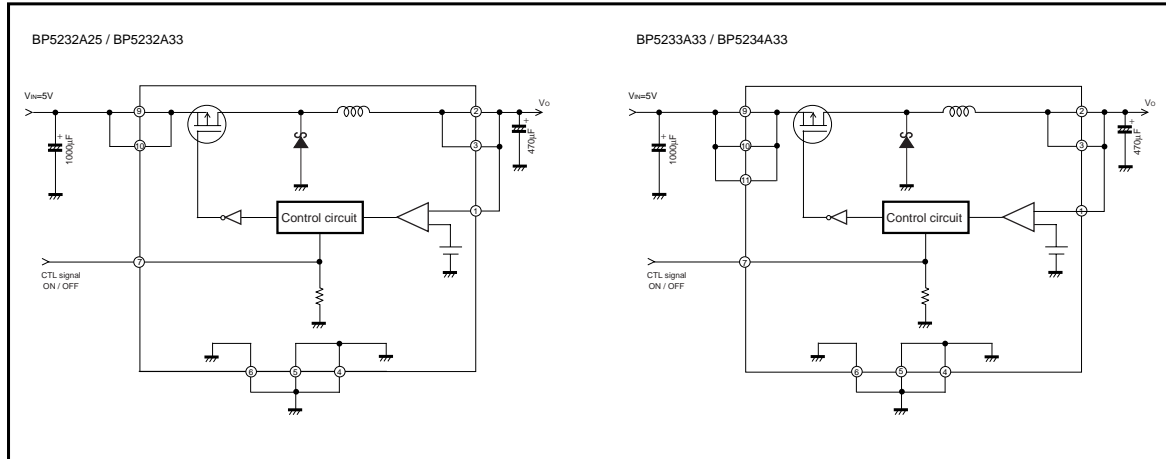 BP5232A25 / BP5232A33
VIN=5V
9
2
VO
+
1000µF
10
3
+
470µF
1
Control circuit
7
CTL signal
ON / OFF
6
5
4
BP5233A33 / BP5234A33
VIN=5V
9
2
VO
+
1000µF
10
3
+
470µF
11
1
Control circuit
7
CTL signal
ON / OFF
6
5
4